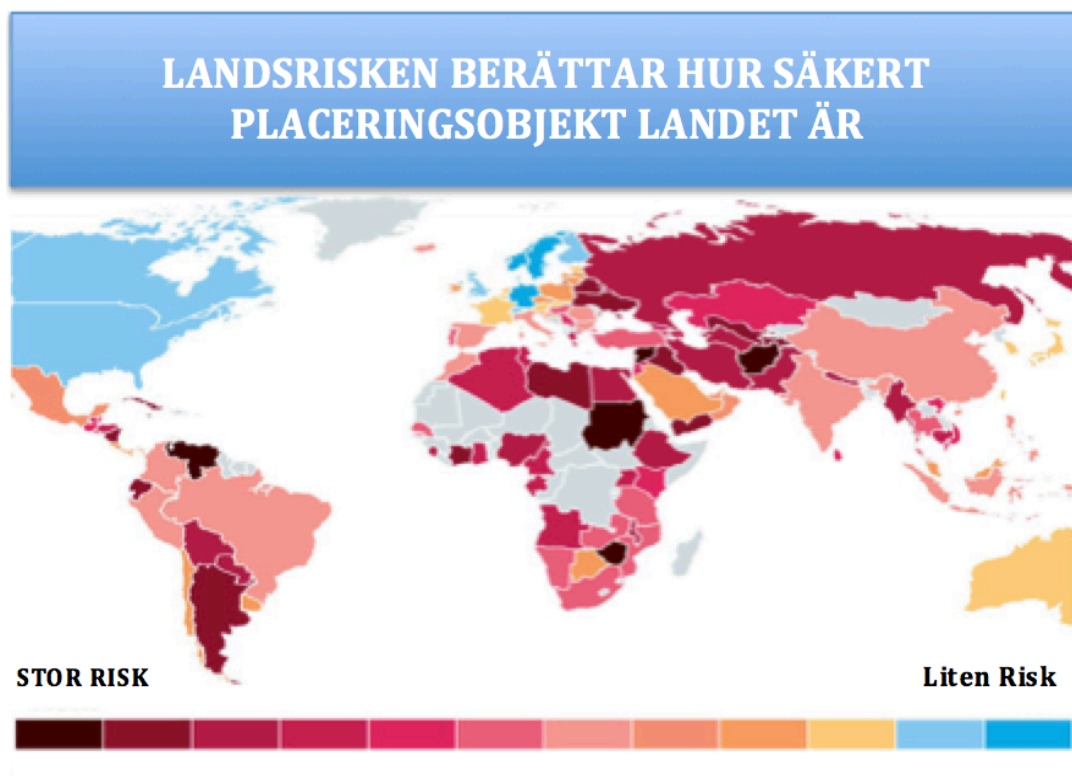 LANDSRISKEN BERÄTTAR HUR SÄKERT
PLACERINGSOBJEKT LANDET ÄR
STOR RISK
Liten Risk